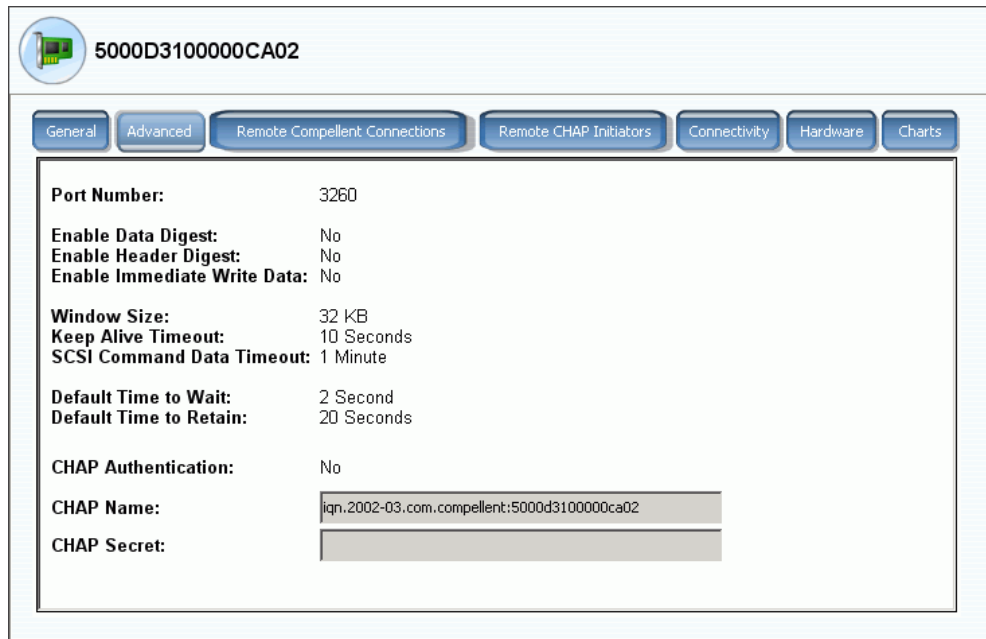 5000D3100000CA02
General Advanced Remote Compellent Connections Remote CHAP Initiators Connectivity Hardware Charts
Port Number: 3260
Enable Data Digest: No
Enable Header Digest: No
Enable Immediate Write Data: No
Window Size: 32 KB
Keep Alive Timeout: 10 Seconds
SCSI Command Data Timeout: 1 Minute
Default Time to Wait: 2 Second
Default Time to Retain: 20 Seconds
CHAP Authentication: No
CHAP Name: iqn.2002-03.com.compellent:5000d3100000ca02
CHAP Secret: